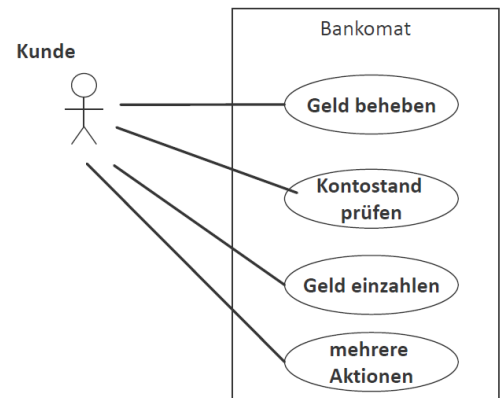 Bankomat
Kunde
Geld beheben
Kontostand
prüfen
Geld einzahlen
mehrere
Aktionen